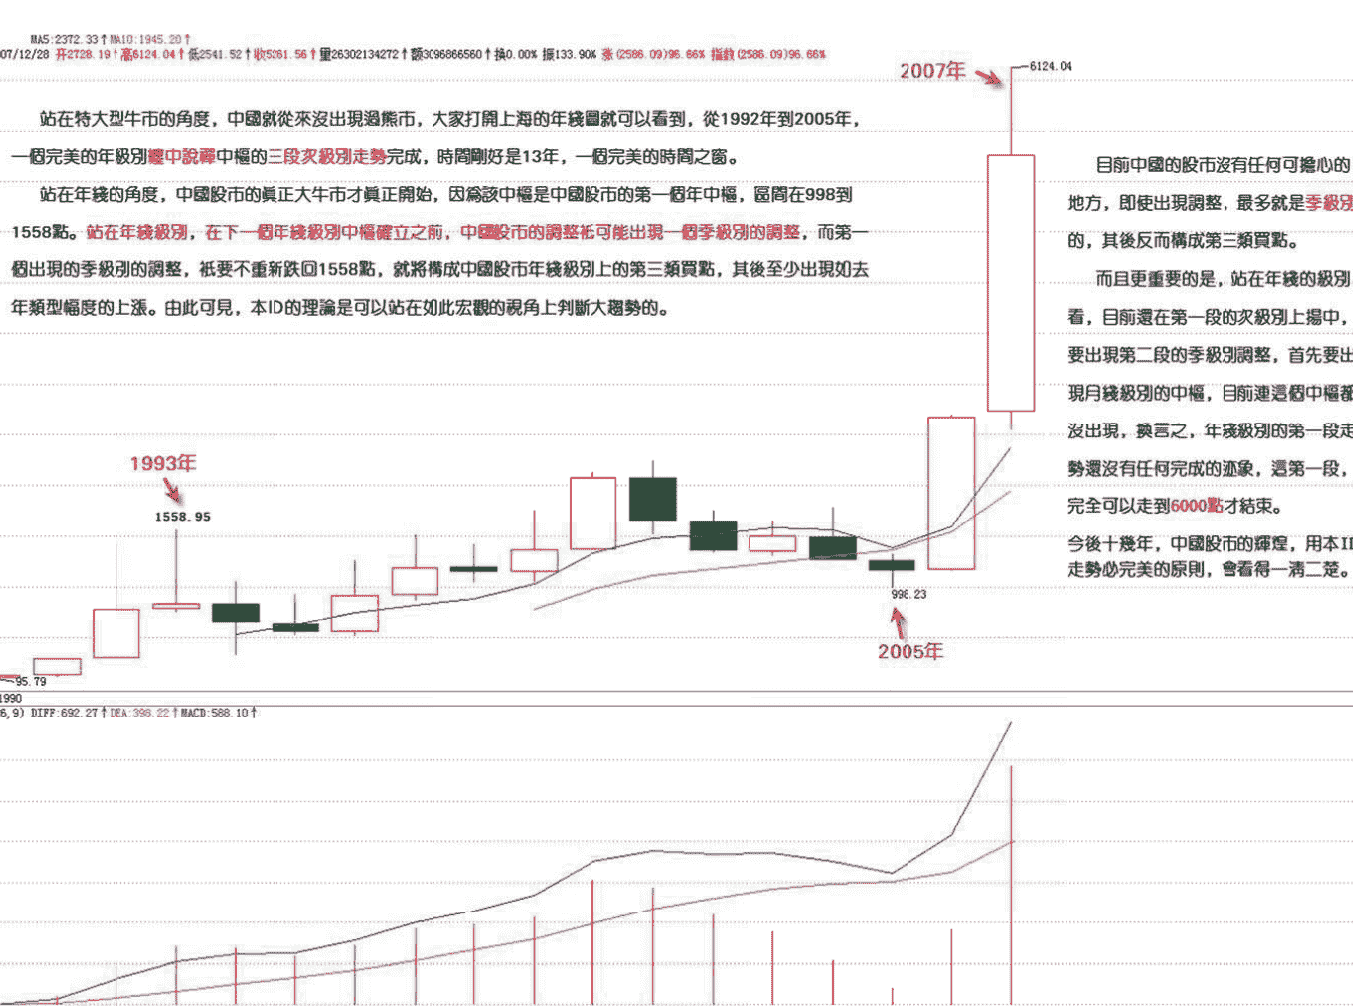 MA5:2372.33↑MA10:1945.20↑
07/12/28 开2728.19↑高6124.04↑低2541.52↑收5261.56↑量26302134272↑额3096866560↑换0.00% 振133.90% 涨(2586.09)96.66% 指数(2586.09)96.66%
2007年
6124.04
站在特大型牛市的角度，中國就從來沒出現過熊市，大家打開上海的年綫圖就可以看到，從1992年到2005年，
一個完美的年級別纏中說禪中樞的三段次級別走勢完成，時間剛好是13年，一個完美的時間之窗。
站在年綫的角度，中國股市的眞正大牛市才眞正開始，因爲該中樞是中國股市的第一個年中樞，區間在998到
1558點。站在年綫級別，在下一個年綫級別中樞確立之前，中國股市的調整衹可能出現一個季級別的調整，而第一
個出現的季級別的調整，衹要不重新跌回1558點，就將構成中國股市年綫級別上的第三類買點，其後至少出現如去
年類型幅度的上漲。由此可見，本ID的理論是可以站在如此宏觀的視角上判斷大趨勢的。
目前中國的股市沒有任何可擔心的
地方，即使出現調整，最多就是季級別
的，其後反而構成第三類買點。
而且更重要的是，站在年綫的級別
看，目前還在第一段的次級別上揚中，
要出現第二段的季級別調整，首先要出
現月綫級別的中樞，目前連這個中樞都
沒出現，換言之，年綫級別的第一段走
勢還沒有任何完成的迹象，這第一段，
完全可以走到6000點才結束。
今後十幾年，中國股市的輝煌，用本ID
走勢必完美的原則，會看得一淸二楚。
1993年
1558.95
998.23
2005年
95.79
1990
6,9) DIFF:692.27↑DEA:398.22↑MACD:588.10↑